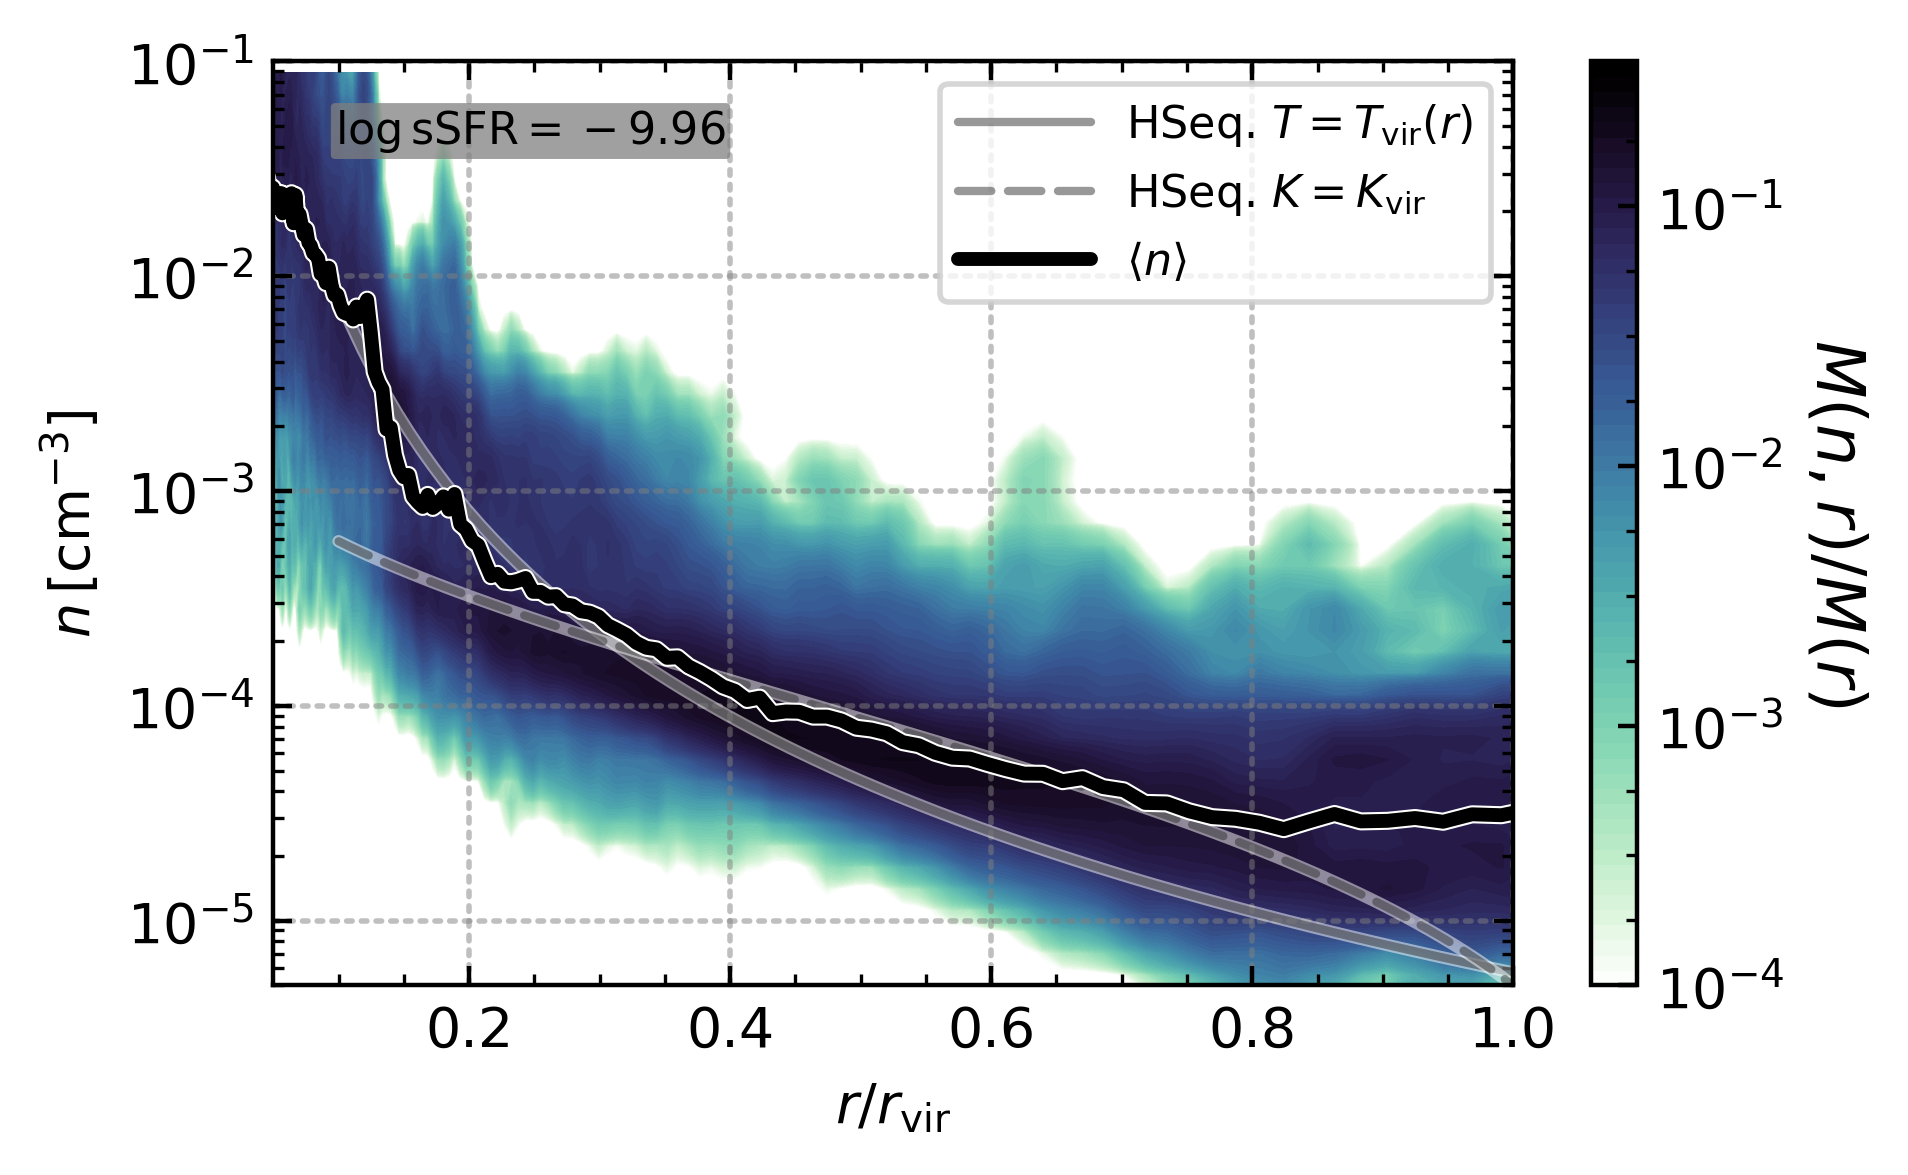 10⁻¹
10⁻²
10⁻³
10⁻⁴
10⁻⁵
n [cm⁻³]
log sSFR = −9.96
HSeq. T = T_vir(r)
HSeq. K = K_vir
⟨n⟩
0.2 0.4 0.6 0.8 1.0
r/r_vir
10⁻¹
10⁻²
10⁻³
10⁻⁴
M(n, r)/M(r)